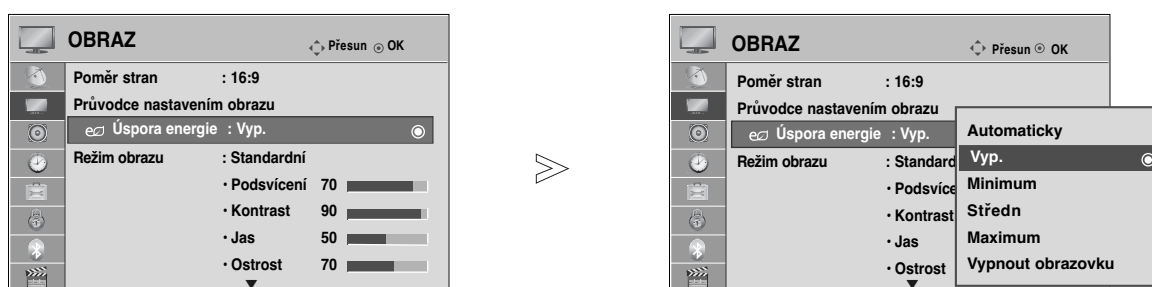 OBRAZ
Přesun OK
Poměr stran : 16:9
Průvodce nastavením obrazu
Úspora energie : Vyp.
Režim obrazu : Standardní
• Podsvícení 70
• Kontrast 90
• Jas 50
• Ostrost 70
OBRAZ
Přesun OK
Poměr stran : 16:9
Průvodce nastavením obrazu
Úspora energie : Vyp.
Režim obrazu : Standard
• Podsvíce
• Kontrast
• Jas
• Ostrost
Automaticky
Vyp.
Minimum
Středn
Maximum
Vypnout obrazovku